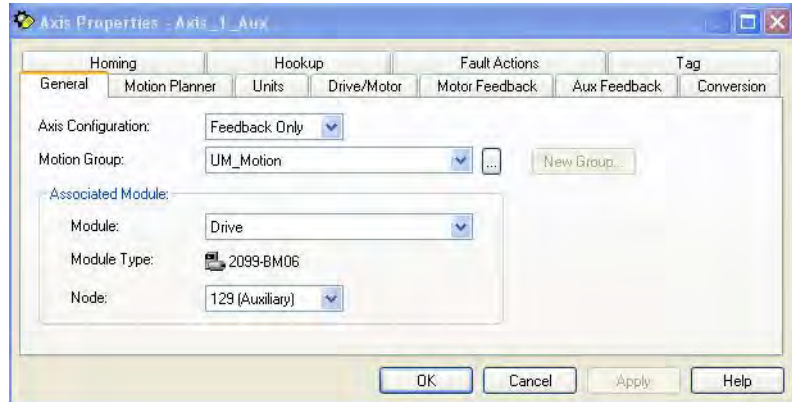 Axis Properties - Axis_1_Aux
Homing Hookup Fault Actions Tag
General Motion Planner Units Drive/Motor Motor Feedback Aux Feedback Conversion
Axis Configuration: Feedback Only
Motion Group: UM_Motion ... New Group...
Associated Module:
Module: Drive
Module Type: 2099-BM06
Node: 129 (Auxiliary)
OK Cancel Apply Help